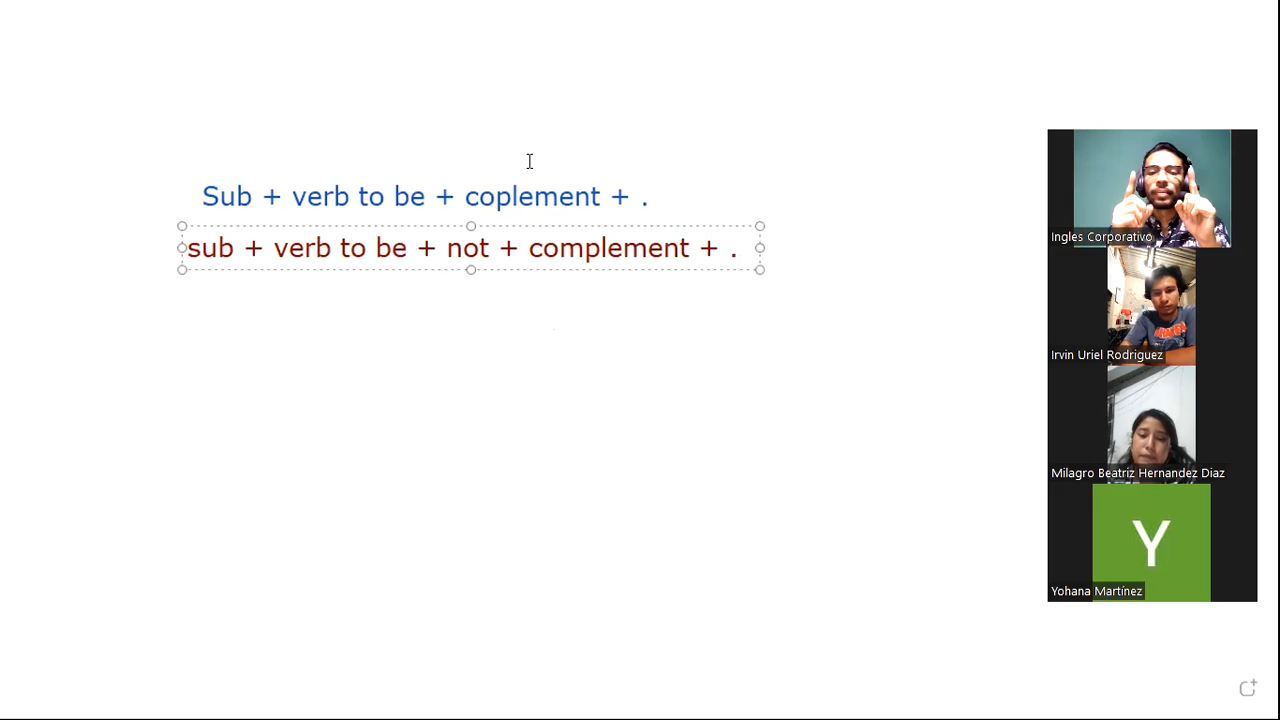 Sub + verb to be + coplement + .
sub + verb to be + not + complement + .
Ingles Corporativo
Irvin Uriel Rodriguez
Milagro Beatriz Hernandez Diaz
Y
Yohana Martínez